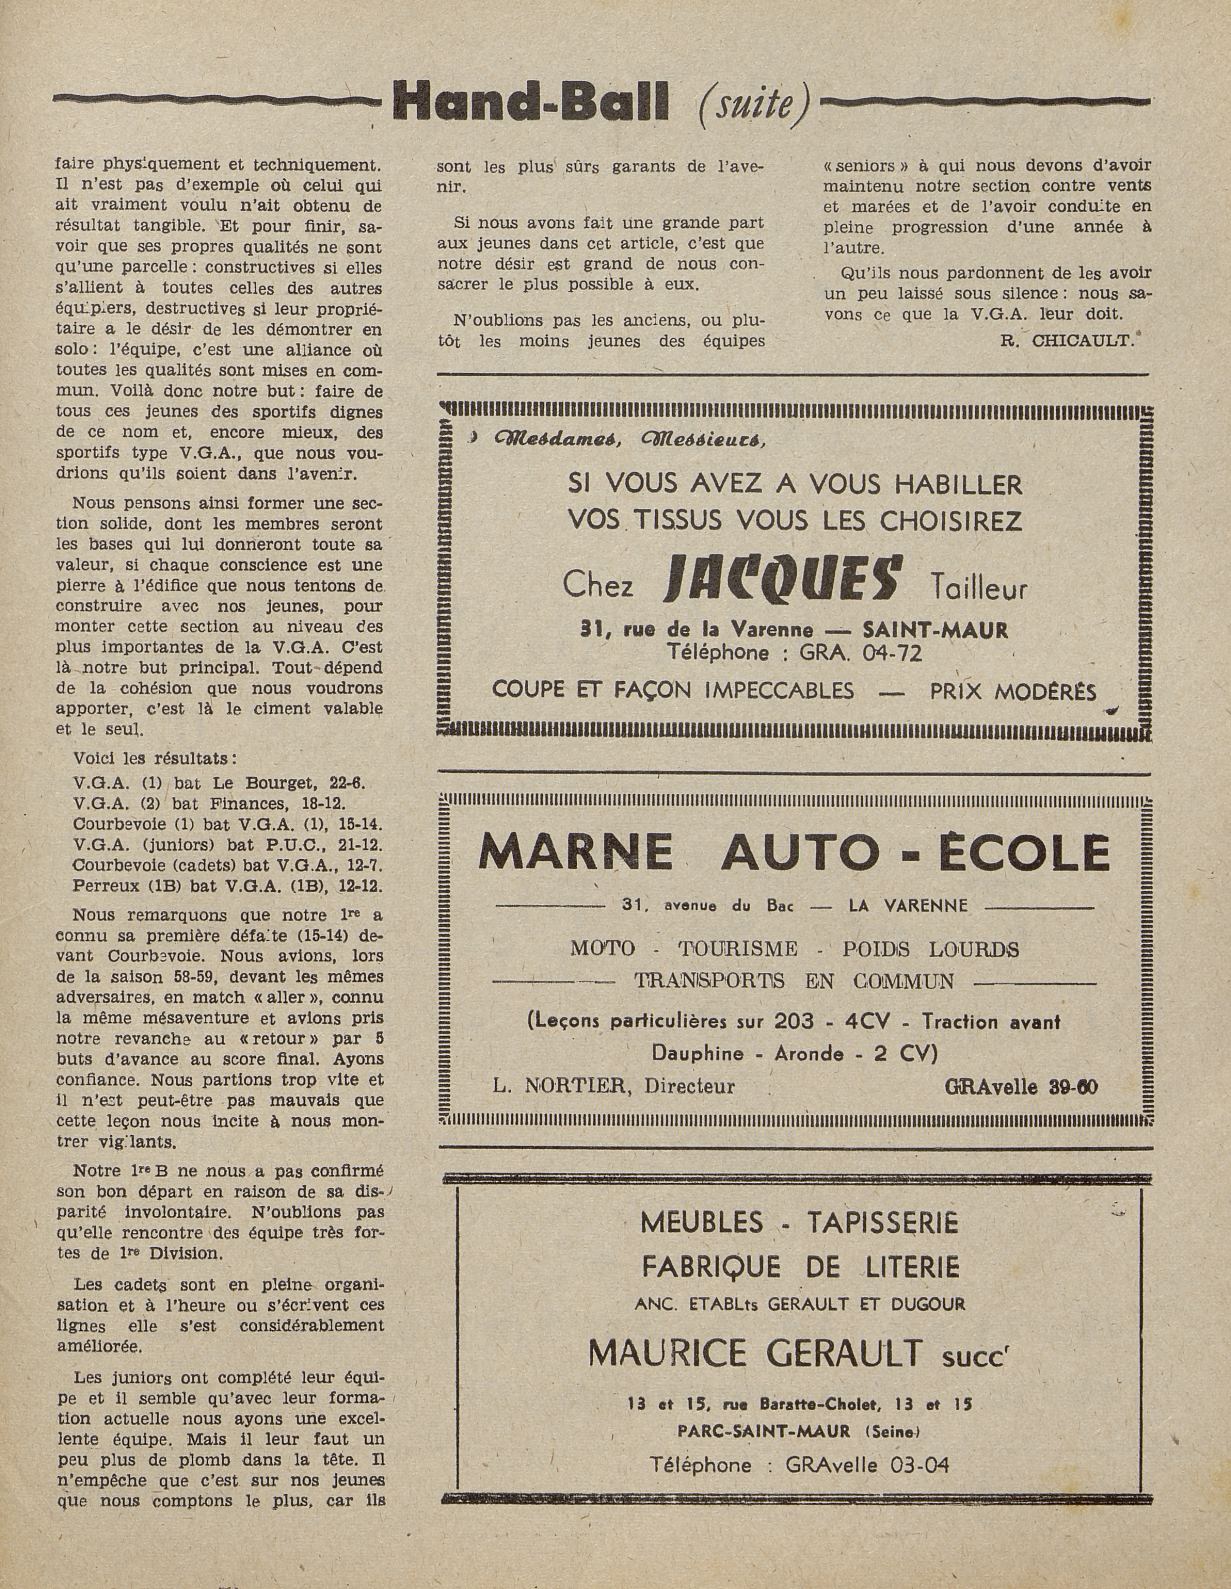 Hand-Ball (suite)
faire physiquement et techniquement.
Il n'est pas d'exemple où celui qui
ait vraiment voulu n'ait obtenu de
résultat tangible. Et pour finir, sa-
voir que ses propres qualités ne sont
qu'une parcelle : constructives si elles
s'allient à toutes celles des autres
équipiers, destructives si leur proprié-
taire a le désir de les démontrer en
solo : l'équipe, c'est une alliance où
toutes les qualités sont mises en com-
mun. Voilà donc notre but : faire de
tous ces jeunes des sportifs dignes
de ce nom et, encore mieux, des
sportifs type V.G.A., que nous vou-
drions qu'ils soient dans l'avenir.
Nous pensons ainsi former une sec-
tion solide, dont les membres seront
les bases qui lui donneront toute sa
valeur, si chaque conscience est une
pierre à l'édifice que nous tentons de
construire avec nos jeunes, pour
monter cette section au niveau des
plus importantes de la V.G.A. C'est
là notre but principal. Tout dépend
de la cohésion que nous voudrons
apporter, c'est là le ciment valable
et le seul.
Voici les résultats :
V.G.A. (1) bat Le Bourget, 22-6.
V.G.A. (2) bat Finances, 18-12.
Courbevoie (1) bat V.G.A. (1), 15-14.
V.G.A. (juniors) bat P.U.C., 21-12.
Courbevoie (cadets) bat V.G.A., 12-7.
Perreux (1B) bat V.G.A. (1B), 12-12.
Nous remarquons que notre 1re a
connu sa première défaite (15-14) de-
vant Courbevoie. Nous avions, lors
de la saison 58-59, devant les mêmes
adversaires, en match « aller », connu
la même mésaventure et avions pris
notre revanche au « retour » par 5
buts d'avance au score final. Ayons
confiance. Nous partions trop vite et
il n'est peut-être pas mauvais que
cette leçon nous incite à nous mon-
trer vigilants.
Notre 1re B ne nous a pas confirmé
son bon départ en raison de sa dis-
parité involontaire. N'oublions pas
qu'elle rencontre des équipe très for-
tes de 1re Division.
Les cadets sont en pleine organi-
sation et à l'heure ou s'écrivent ces
lignes elle s'est considérablement
améliorée.
Les juniors ont complété leur équi-
pe et il semble qu'avec leur forma-
tion actuelle nous ayons une excel-
lente équipe. Mais il leur faut un
peu plus de plomb dans la tête. Il
n'empêche que c'est sur nos jeunes
que nous comptons le plus, car ils
sont les plus sûrs garants de l'ave-
nir.
Si nous avons fait une grande part
aux jeunes dans cet article, c'est que
notre désir est grand de nous con-
sacrer le plus possible à eux.
N'oublions pas les anciens, ou plu-
tôt les moins jeunes des équipes
« seniors » à qui nous devons d'avoir
maintenu notre section contre vents
et marées et de l'avoir conduite en
pleine progression d'une année à
l'autre.
Qu'ils nous pardonnent de les avoir
un peu laissé sous silence : nous sa-
vons ce que la V.G.A. leur doit.
R. CHICAULT.
Mesdames, Messieurs,
SI VOUS AVEZ A VOUS HABILLER
VOS TISSUS VOUS LES CHOISIREZ
Chez JACQUES Tailleur
31, rue de la Varenne — SAINT-MAUR
Téléphone : GRA. 04-72
COUPE ET FAÇON IMPECCABLES — PRIX MODÉRÉS
MARNE AUTO - ÉCOLE
31, avenue du Bac — LA VARENNE
MOTO - TOURISME - POIDS LOURDS
TRANSPORTS EN COMMUN
(Leçons particulières sur 203 - 4CV - Traction avant
Dauphine - Aronde - 2 CV)
L. NORTIER, Directeur GRAvelle 39-60
MEUBLES - TAPISSERIE
FABRIQUE DE LITERIE
ANC. ETABLts GERAULT ET DUGOUR
MAURICE GERAULT succr
13 et 15, rue Baratte-Cholet, 13 et 15
PARC-SAINT-MAUR (Seine)
Téléphone : GRAvelle 03-04